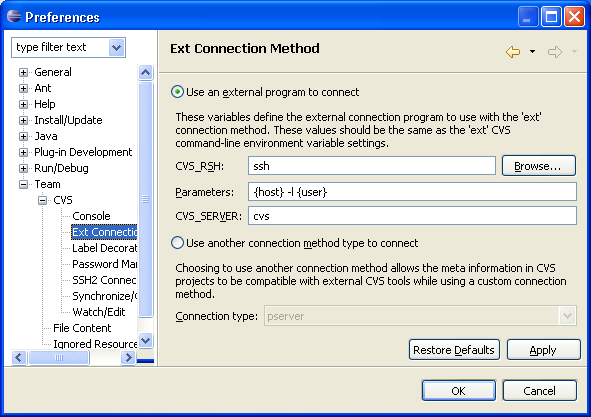 Preferences
type filter text
General
Ant
Help
Install/Update
Java
Plug-in Development
Run/Debug
Team
CVS
Console
Ext Connectio
Label Decorat
Password Mar
SSH2 Connec
Synchronize/C
Watch/Edit
File Content
Ignored Resource
Ext Connection Method
Use an external program to connect
These variables define the external connection program to use with the 'ext'
connection method. These values should be the same as the 'ext' CVS
command-line environment variable settings.
CVS_RSH: ssh Browse...
Parameters: {host} -l {user}
CVS_SERVER: cvs
Use another connection method type to connect
Choosing to use another connection method allows the meta information in CVS
projects to be compatible with external CVS tools while using a custom connection
method.
Connection type: pserver
Restore Defaults Apply
OK Cancel